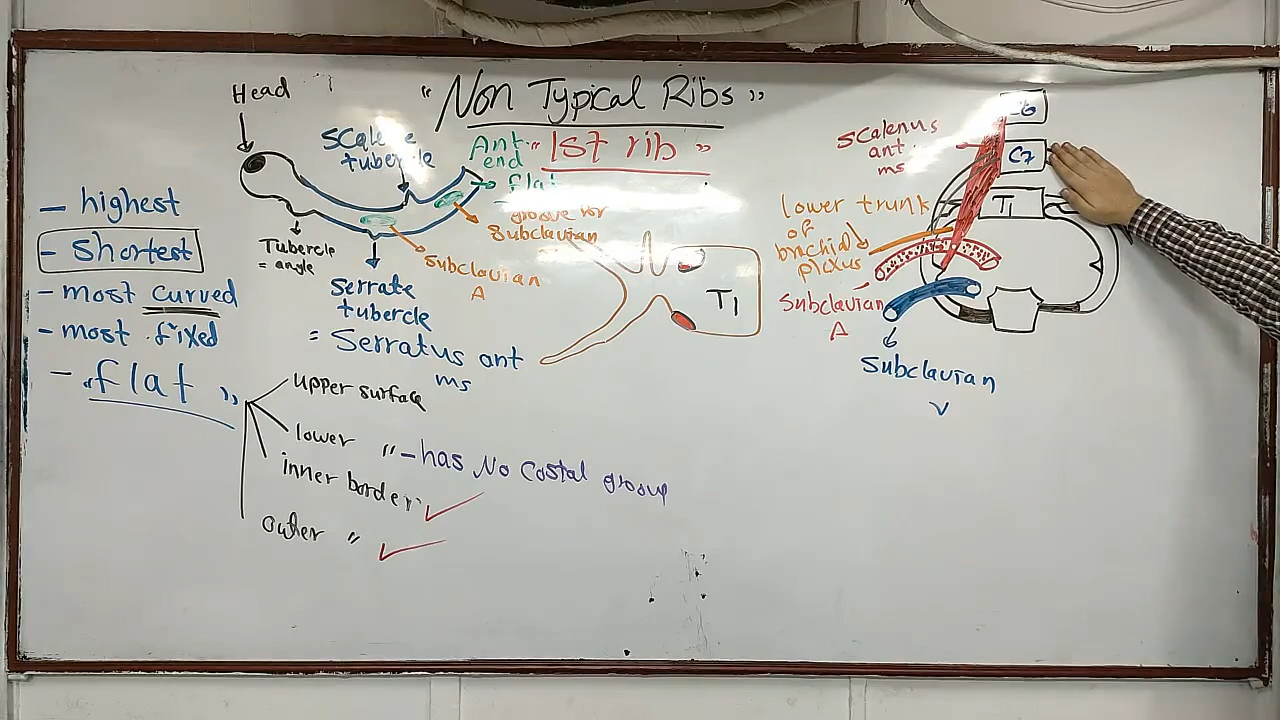 "Non Typical Ribs"
"1st rib"
Head
Scalene
tubercle
Ant.
end
flat
groove for
Subclavian
Tubercle
= angle
Subclavian
A
Serrate
tubercle
= Serratus ant
ms
T1
- highest
- shortest
- most curved
- most fixed
- "flat"
upper surface
lower " - has No costal groove
inner border
outer "
Scalenus
ant.
ms
C6
C7
T1
lower trunk
of
brachial
plexus
Subclavian
A
Subclavian
V